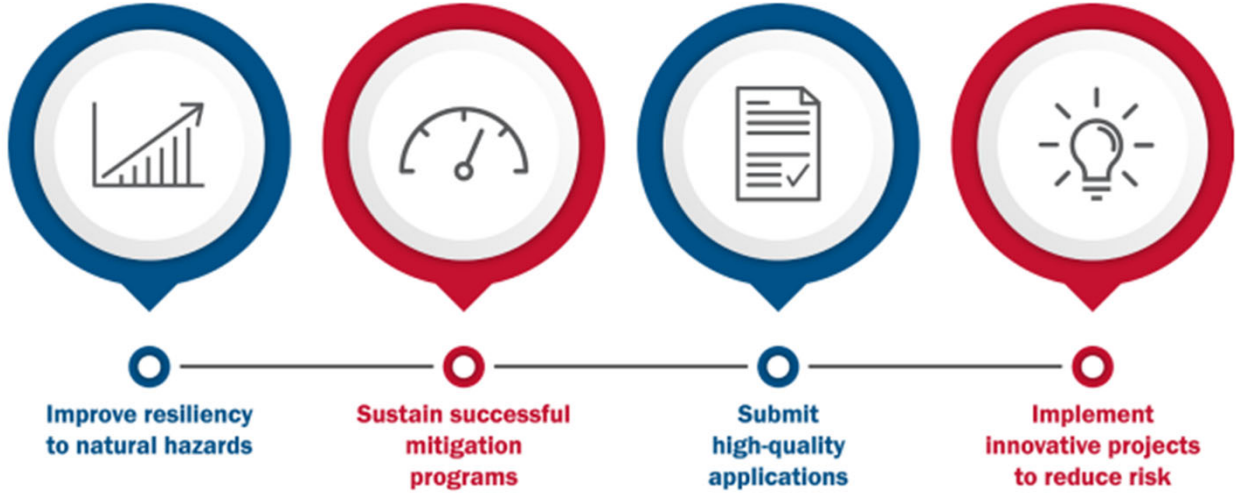 Improve resiliency
to natural hazards
Sustain successful
mitigation
programs
Submit
high-quality
applications
Implement
innovative projects
to reduce risk